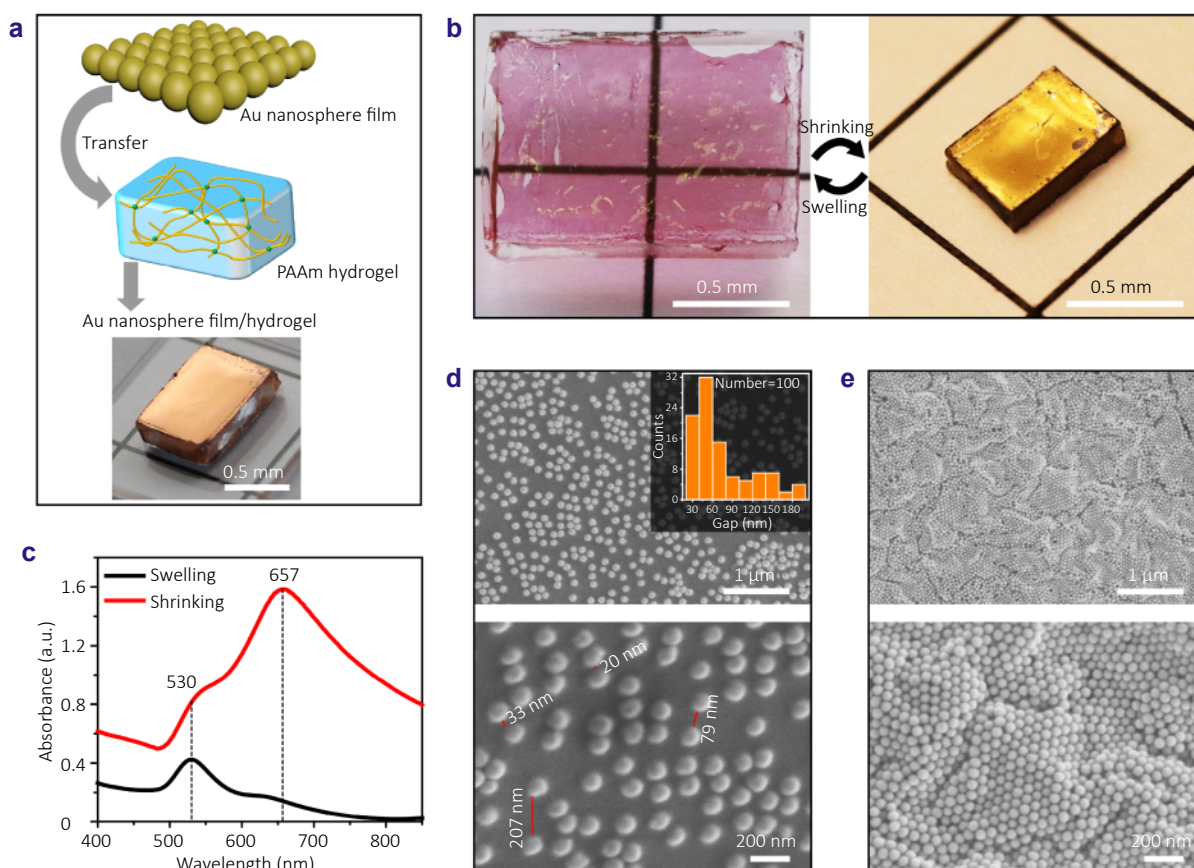 a
Au nanosphere film
Transfer
PAAm hydrogel
Au nanosphere film/hydrogel
0.5 mm
b
Shrinking
Swelling
0.5 mm
0.5 mm
c
Absorbance (a.u.)
1.6
1.2
0.8
0.4
0
Swelling
Shrinking
657
530
400
500
600
700
800
Wavelength (nm)
d
Number=100
Counts
32
24
16
8
0
30
60
90
120
150
180
Gap (nm)
1 μm
20 nm
33 nm
79 nm
207 nm
200 nm
e
1 μm
200 nm